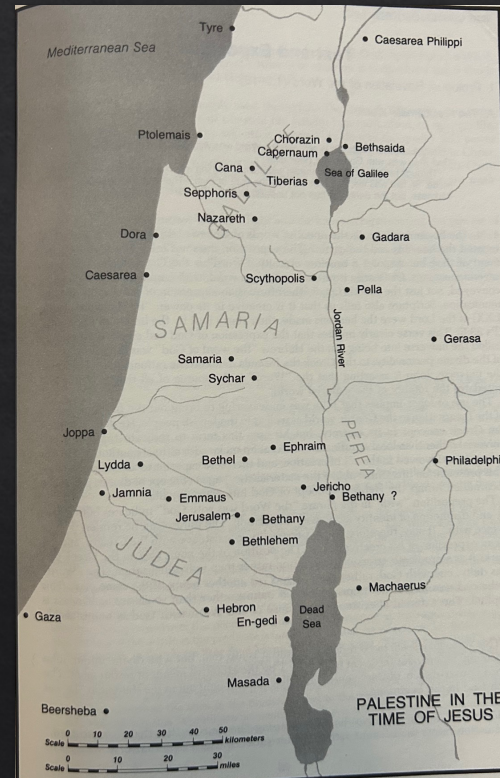 Tyre
Mediterranean Sea
Caesarea Philippi
Ptolemais
Chorazin
Capernaum
Bethsaida
Cana
Sea of Galilee
Tiberias
Sepphoris
GALILEE
Nazareth
Dora
Gadara
Caesarea
Scythopolis
Pella
Jordan River
SAMARIA
Gerasa
Samaria
Sychar
Joppa
PEREA
Ephraim
Bethel
Lydda
Philadelphi
Jericho
Jamnia
Emmaus
Bethany ?
Jerusalem
Bethany
Bethlehem
JUDEA
Machaerus
Hebron
Dead
Sea
Gaza
En-gedi
Masada
Beersheba
PALESTINE IN THE
TIME OF JESUS
0 10 20 30 40 50
Scale kilometers
0 10 20 30
Scale miles